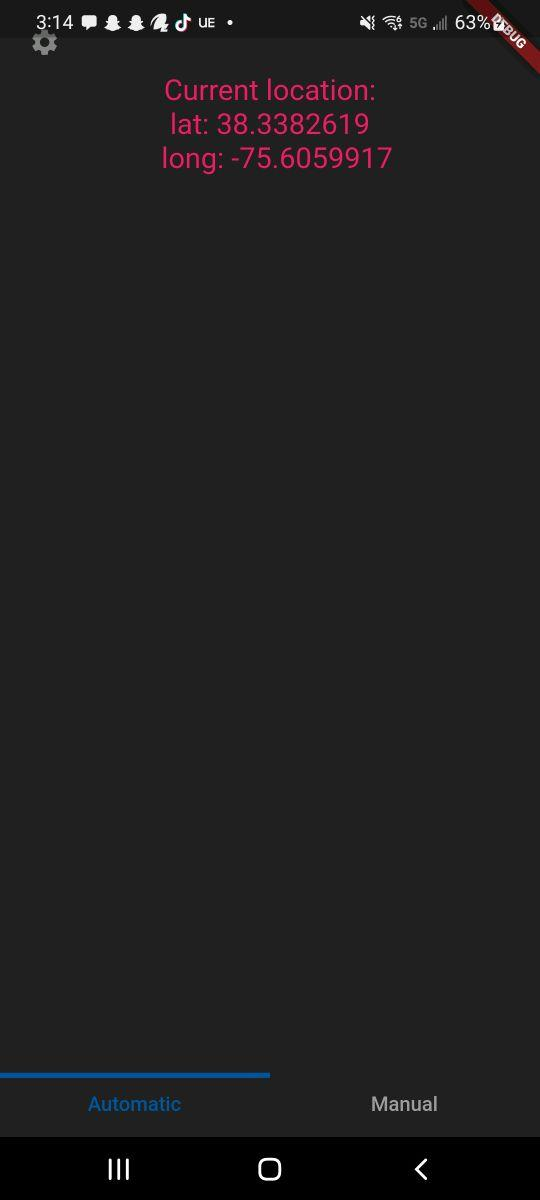 3:14 UE 5G 63%
DEBUG
Current location:
lat: 38.3382619
long: -75.6059917
Automatic Manual